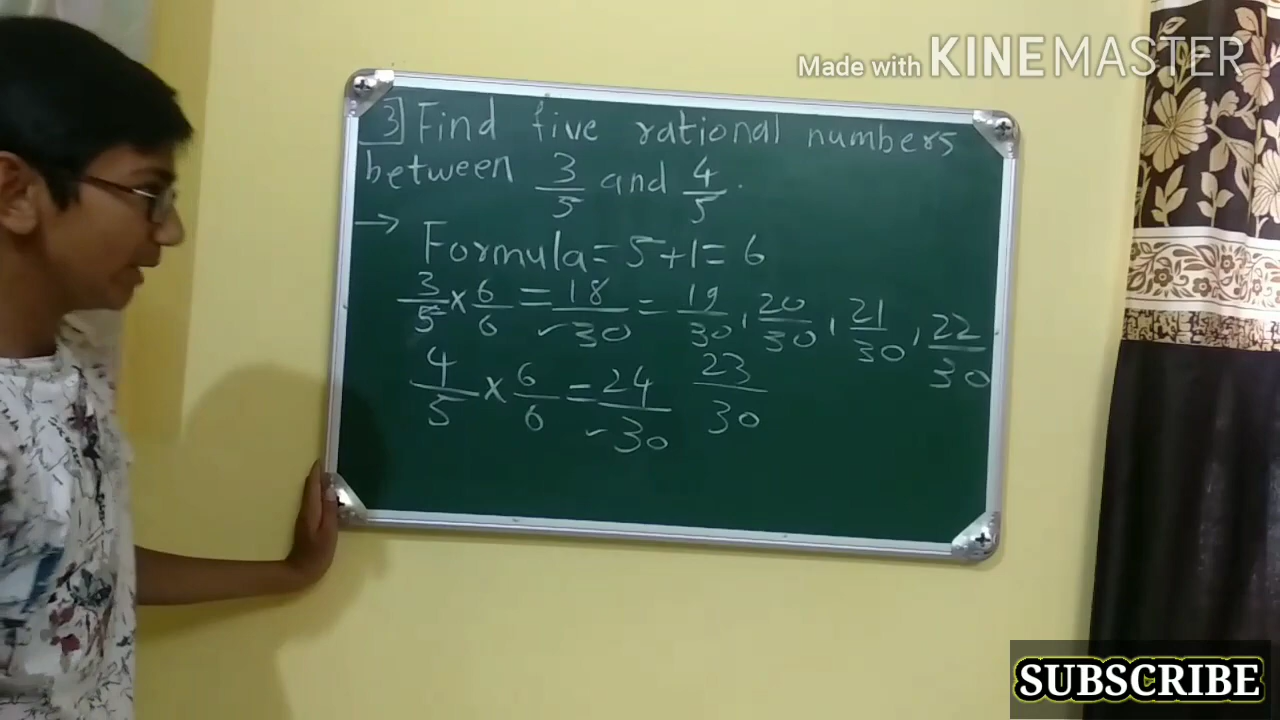 Made with KINEMASTER
3 Find five rational numbers
between 3/5 and 4/5.
→ Formula = 5+1 = 6
3/5 × 6/6 = 18/30 = 19/30, 20/30, 21/30, 22/30
4/5 × 6/6 = 24/30 23/30
SUBSCRIBE